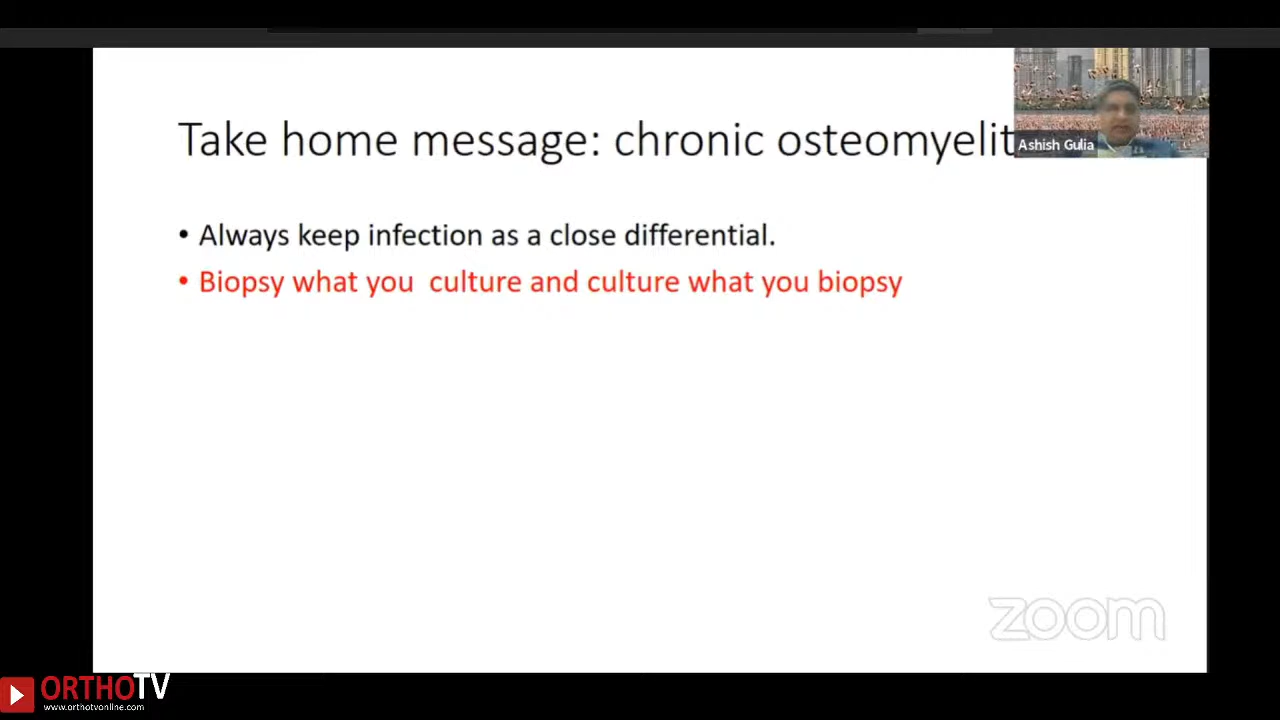 Take home message: chronic osteomyelit
Ashish Gulia
• Always keep infection as a close differential.
• Biopsy what you culture and culture what you biopsy
zoom
ORTHOTV
www.orthotvonline.com